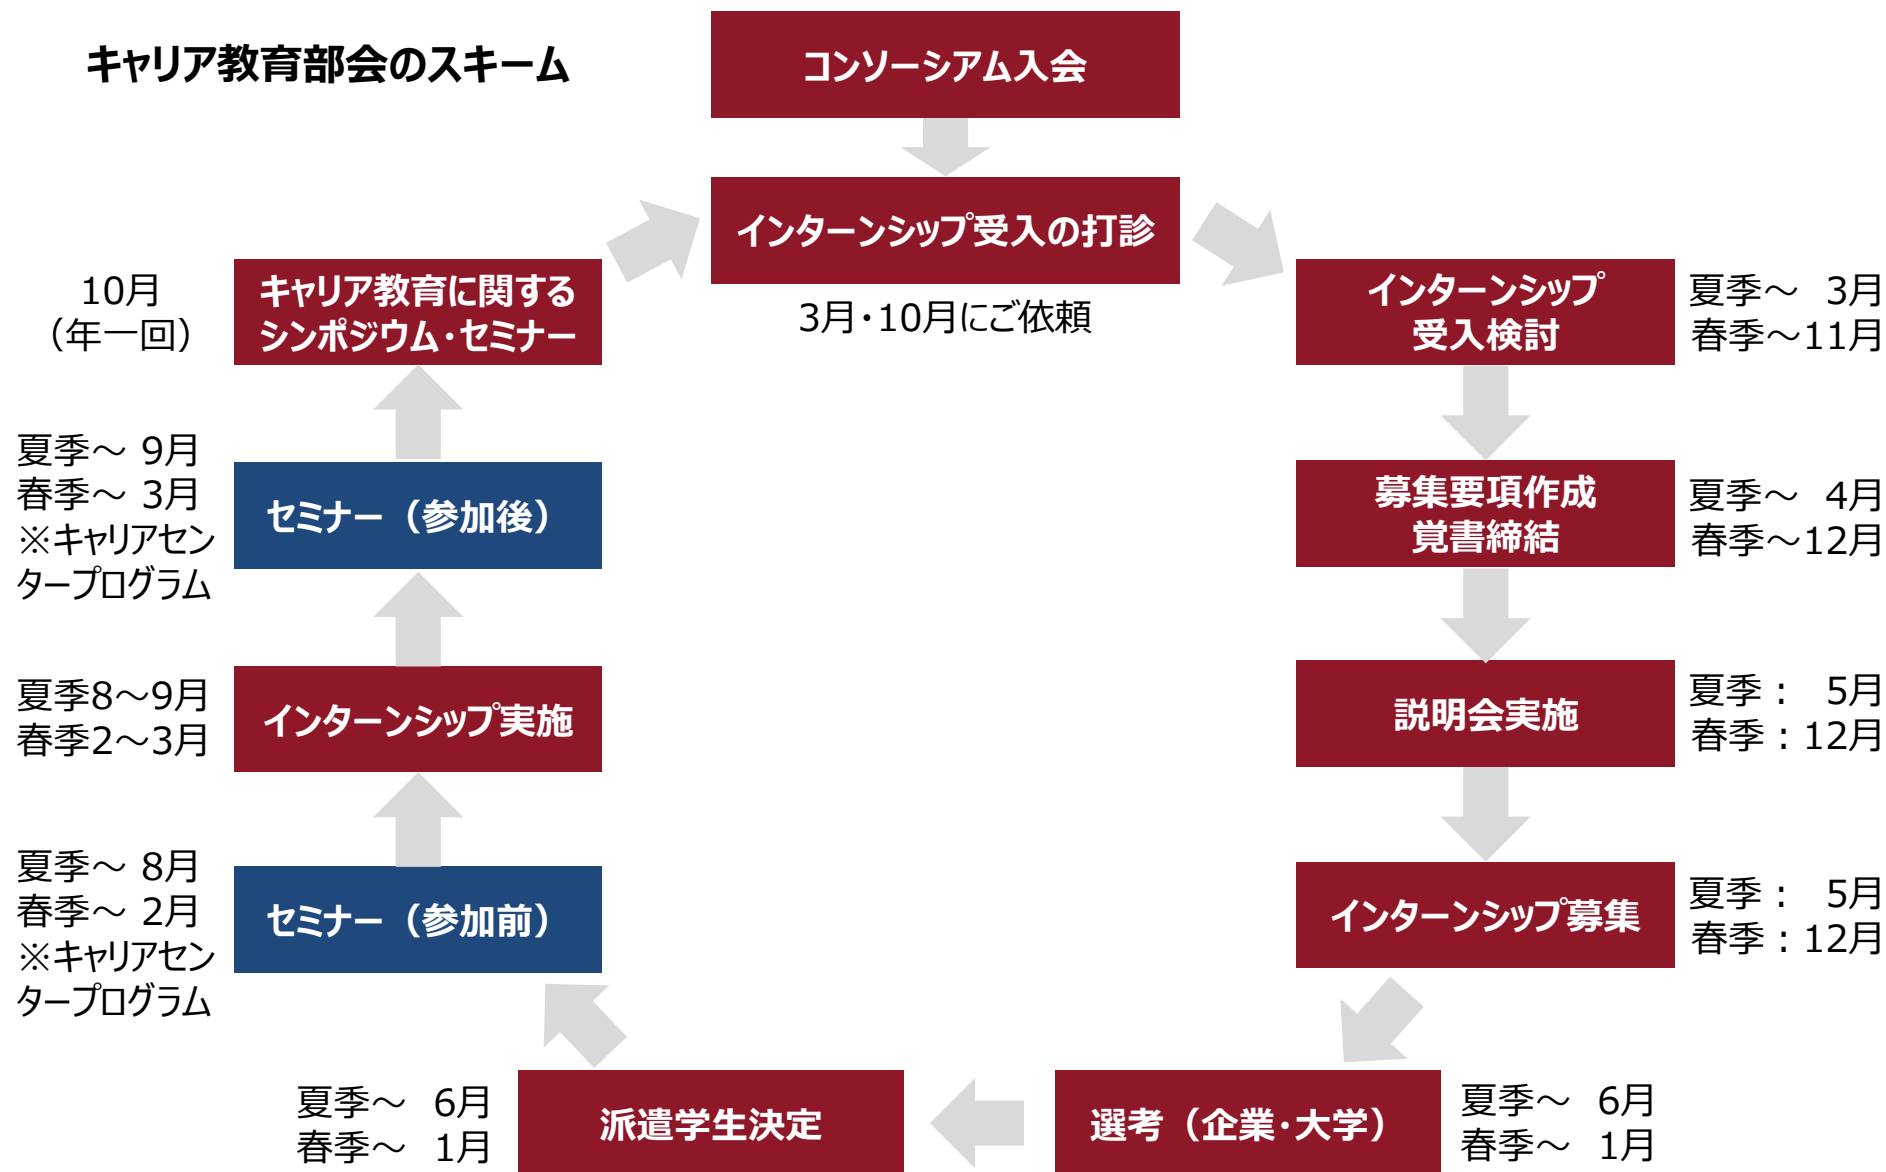 キャリア教育部会のスキーム
コンソーシアム入会
インターンシップ受入の打診
3月・10月にご依頼
インターンシップ
受入検討
夏季～ 3月
春季～11月
募集要項作成
覚書締結
夏季～ 4月
春季～12月
説明会実施
夏季： 5月
春季：12月
インターンシップ募集
夏季： 5月
春季：12月
選考（企業・大学）
夏季～ 6月
春季～ 1月
派遣学生決定
夏季～ 6月
春季～ 1月
セミナー（参加前）
夏季～ 8月
春季～ 2月
※キャリアセン
タープログラム
インターンシップ実施
夏季8～9月
春季2～3月
セミナー（参加後）
夏季～ 9月
春季～ 3月
※キャリアセン
タープログラム
キャリア教育に関する
シンポジウム・セミナー
10月
（年一回）